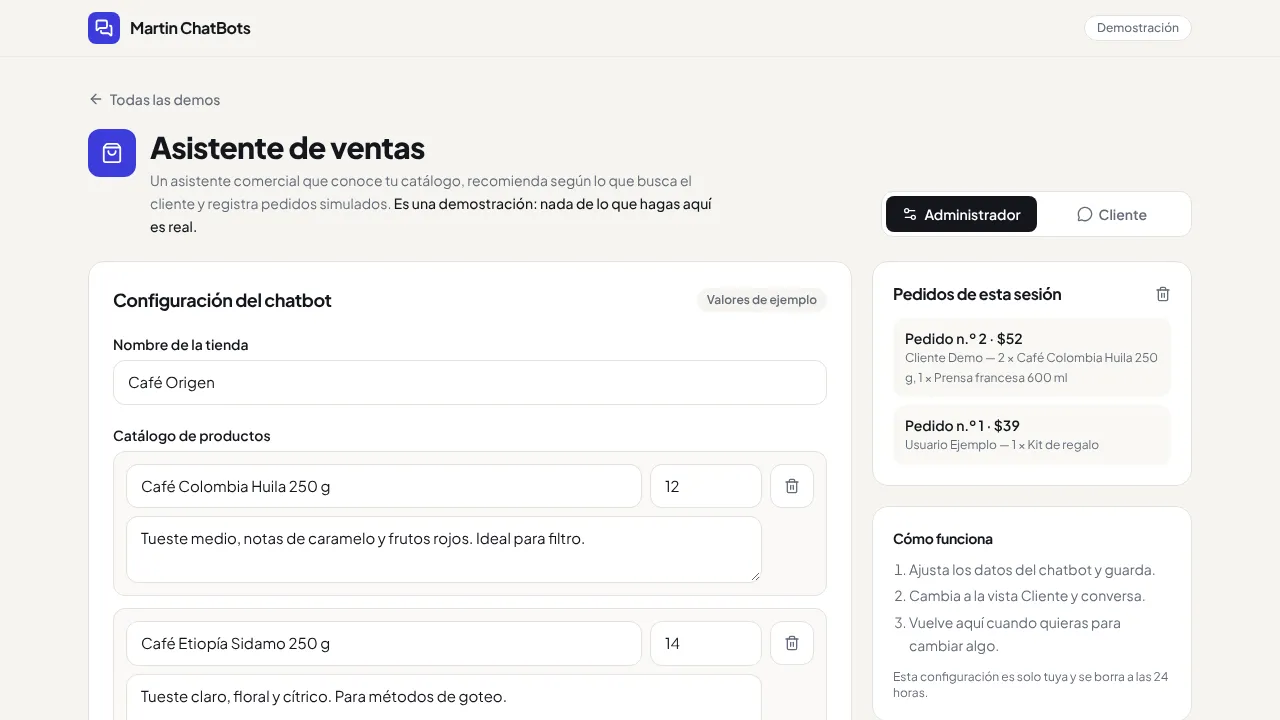 Martin ChatBots
Demostración
Todas las demos
Asistente de ventas
Un asistente comercial que conoce tu catálogo, recomienda según lo que busca el
cliente y registra pedidos simulados. Es una demostración: nada de lo que hagas aquí
es real.
Administrador
Cliente
Configuración del chatbot
Valores de ejemplo
Nombre de la tienda
Café Origen
Catálogo de productos
Café Colombia Huila 250 g
12
Tueste medio, notas de caramelo y frutos rojos. Ideal para filtro.
Café Etiopía Sidamo 250 g
14
Tueste claro, floral y cítrico. Para métodos de goteo.
Pedidos de esta sesión
Pedido n.º 2 · $52
Cliente Demo — 2 × Café Colombia Huila 250
g, 1 × Prensa francesa 600 ml
Pedido n.º 1 · $39
Usuario Ejemplo — 1 × Kit de regalo
Cómo funciona
1. Ajusta los datos del chatbot y guarda.
2. Cambia a la vista Cliente y conversa.
3. Vuelve aquí cuando quieras para
cambiar algo.
Esta configuración es solo tuya y se borra a las 24
horas.